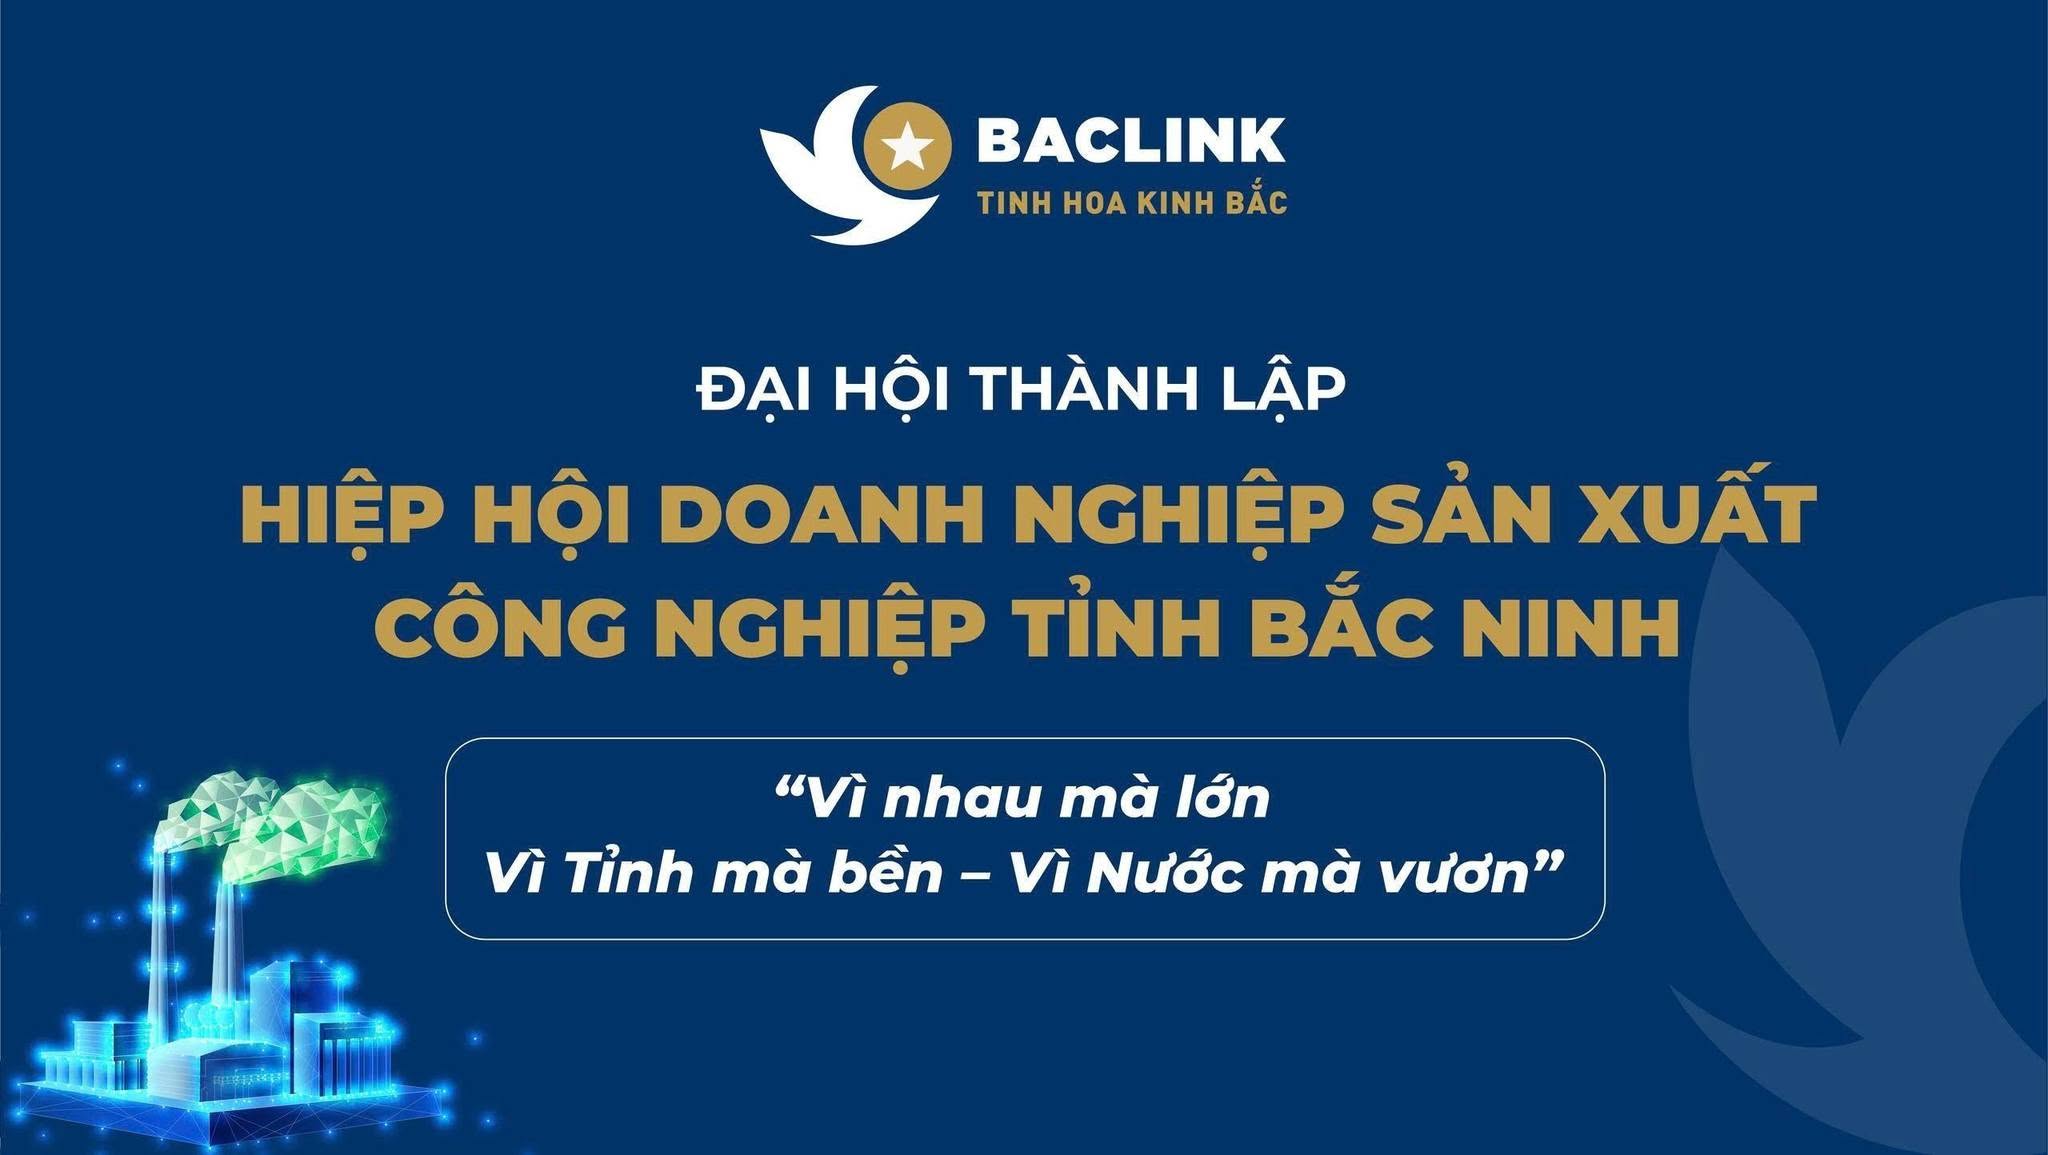 BACLINK
TINH HOA KINH BẮC
ĐẠI HỘI THÀNH LẬP
HIỆP HỘI DOANH NGHIỆP SẢN XUẤT
CÔNG NGHIỆP TỈNH BẮC NINH
“Vì nhau mà lớn
Vì Tỉnh mà bền – Vì Nước mà vươn”